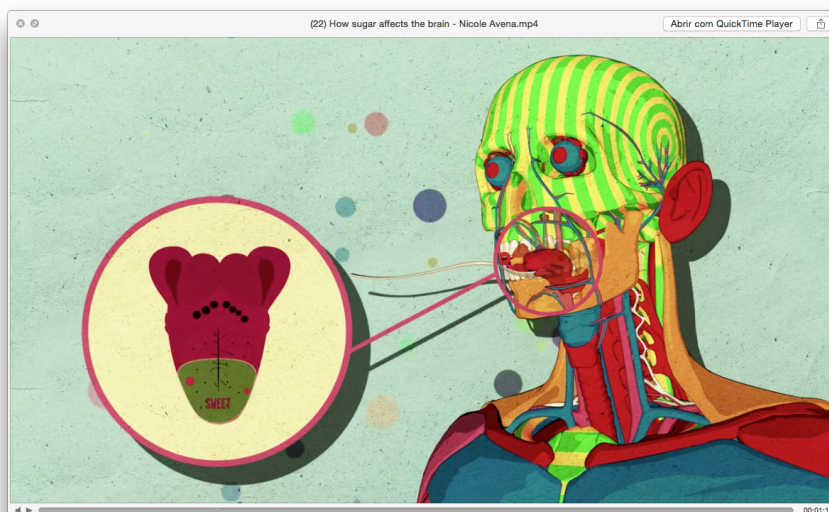 (22) How sugar affects the brain - Nicole Avena.mp4
Abrir com QuickTime Player
SWEET